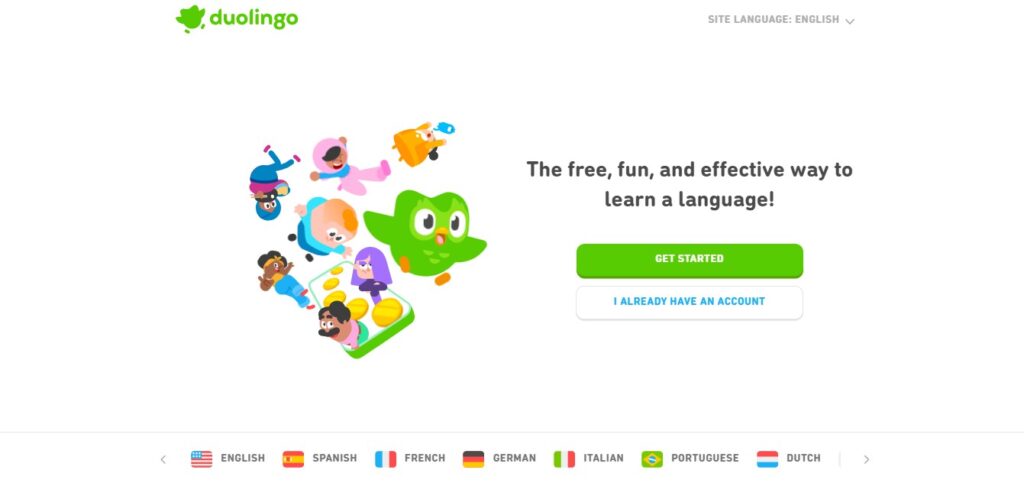 duolingo
SITE LANGUAGE: ENGLISH
The free, fun, and effective way to
learn a language!
GET STARTED
I ALREADY HAVE AN ACCOUNT
ENGLISH SPANISH FRENCH GERMAN ITALIAN PORTUGUESE DUTCH